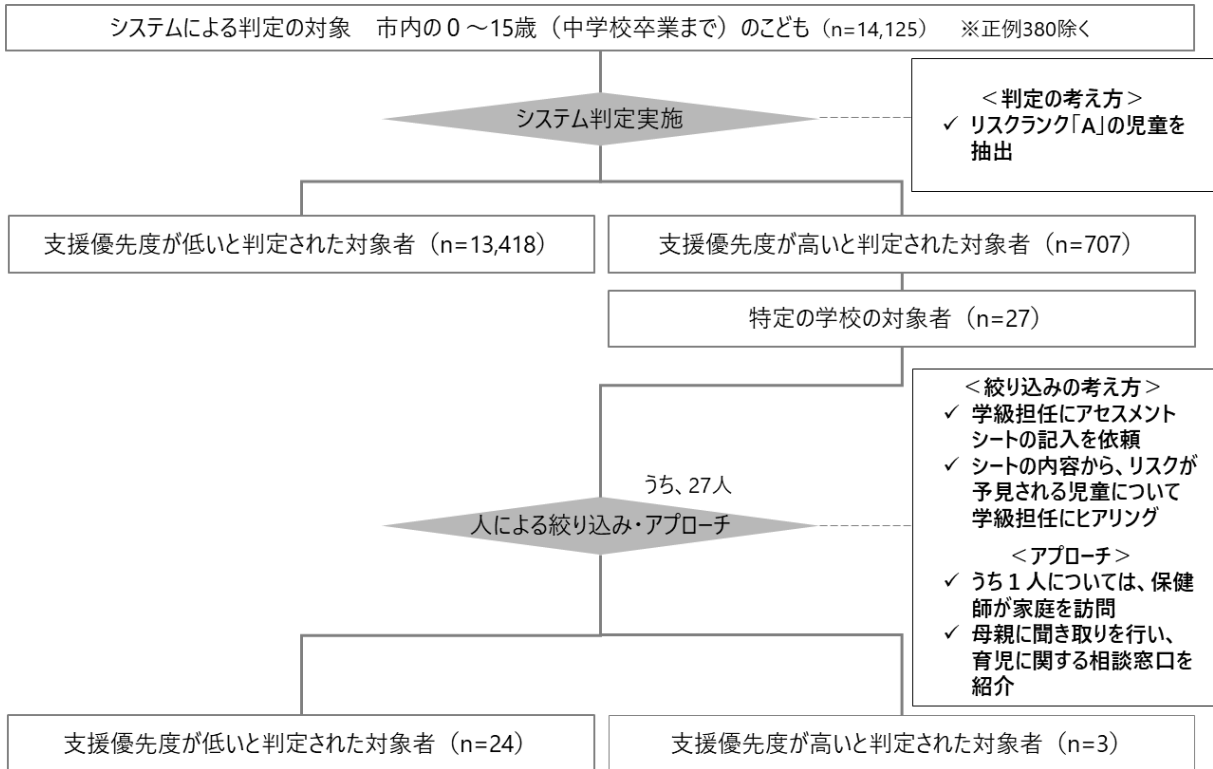 システムによる判定の対象　市内の０～15歳（中学校卒業まで）のこども（n=14,125）　※正例380除く
システム判定実施
＜判定の考え方＞
✓ リスクランク「A」の児童を
抽出
支援優先度が低いと判定された対象者（n=13,418）
支援優先度が高いと判定された対象者（n=707）
特定の学校の対象者（n=27）
うち、27人
人による絞り込み・アプローチ
＜絞り込みの考え方＞
✓ 学級担任にアセスメント
シートの記入を依頼
✓ シートの内容から、リスクが
予見される児童について
学級担任にヒアリング
＜アプローチ＞
✓ うち１人については、保健
師が家庭を訪問
✓ 母親に聞き取りを行い、
育児に関する相談窓口を
紹介
支援優先度が低いと判定された対象者（n=24）
支援優先度が高いと判定された対象者（n=3）